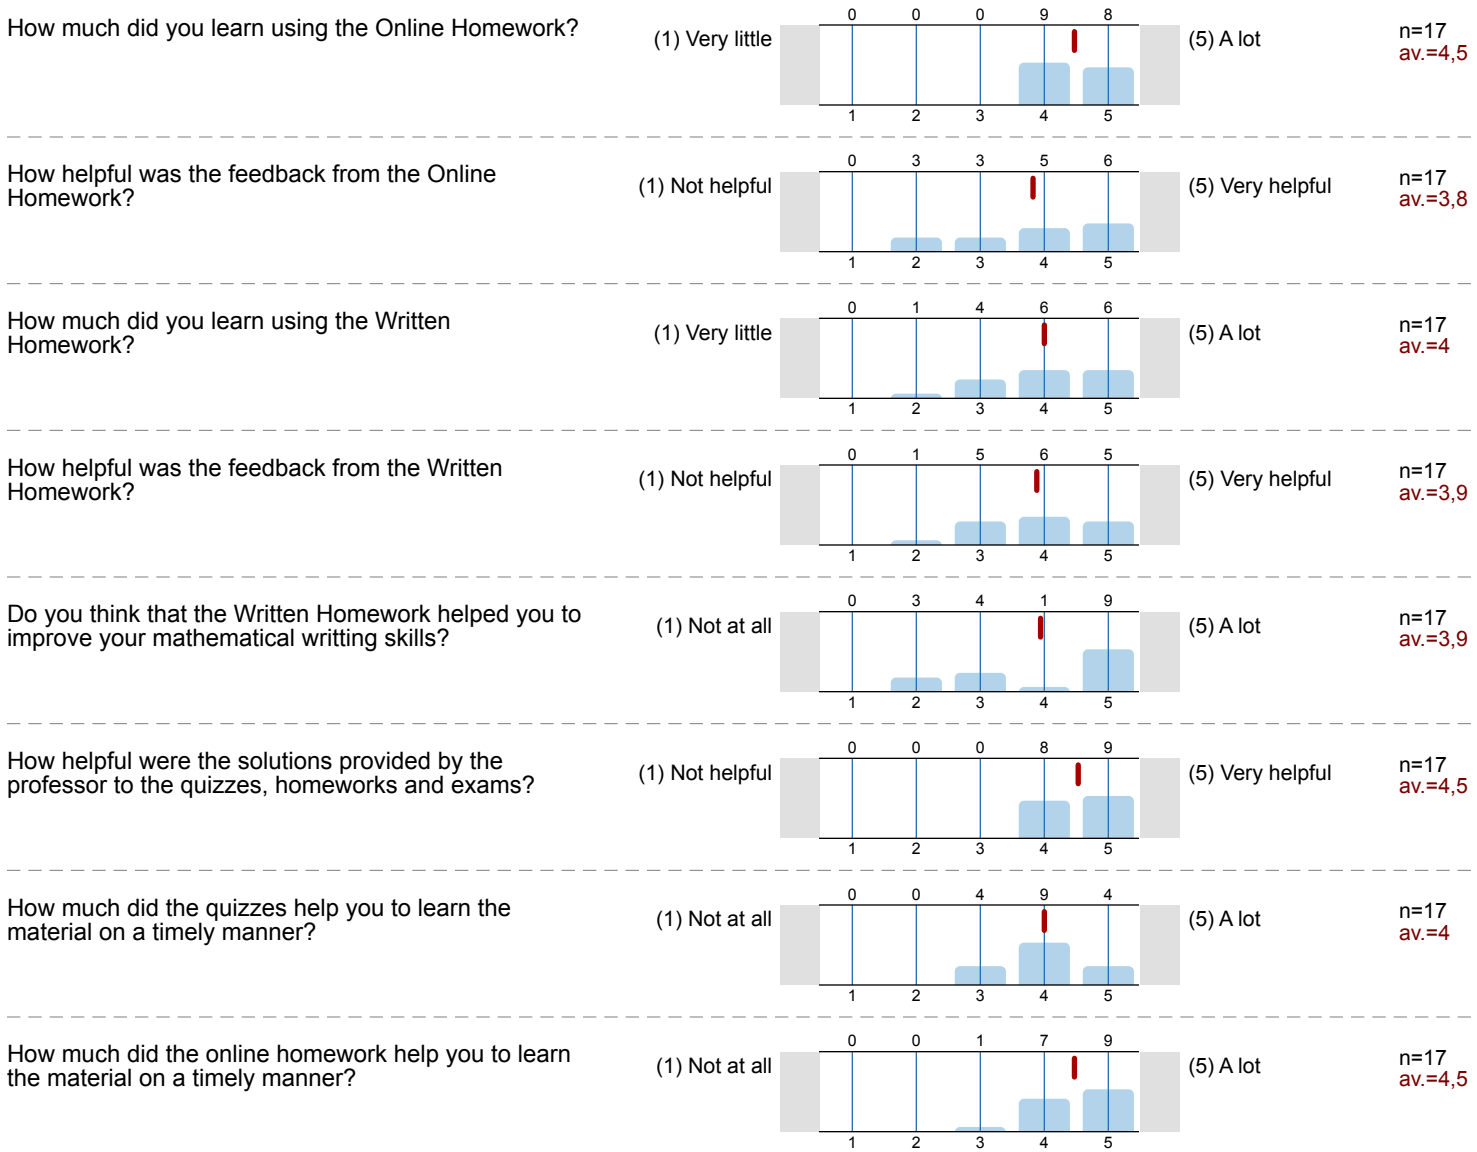 How much did you learn using the Online Homework?
(1) Very little
0 0 0 9 8
1 2 3 4 5
(5) A lot
n=17
av.=4,5
How helpful was the feedback from the Online
Homework?
(1) Not helpful
0 3 3 5 6
1 2 3 4 5
(5) Very helpful
n=17
av.=3,8
How much did you learn using the Written
Homework?
(1) Very little
0 1 4 6 6
1 2 3 4 5
(5) A lot
n=17
av.=4
How helpful was the feedback from the Written
Homework?
(1) Not helpful
0 1 5 6 5
1 2 3 4 5
(5) Very helpful
n=17
av.=3,9
Do you think that the Written Homework helped you to
improve your mathematical writting skills?
(1) Not at all
0 3 4 1 9
1 2 3 4 5
(5) A lot
n=17
av.=3,9
How helpful were the solutions provided by the
professor to the quizzes, homeworks and exams?
(1) Not helpful
0 0 0 8 9
1 2 3 4 5
(5) Very helpful
n=17
av.=4,5
How much did the quizzes help you to learn the
material on a timely manner?
(1) Not at all
0 0 4 9 4
1 2 3 4 5
(5) A lot
n=17
av.=4
How much did the online homework help you to learn
the material on a timely manner?
(1) Not at all
0 0 1 7 9
1 2 3 4 5
(5) A lot
n=17
av.=4,5